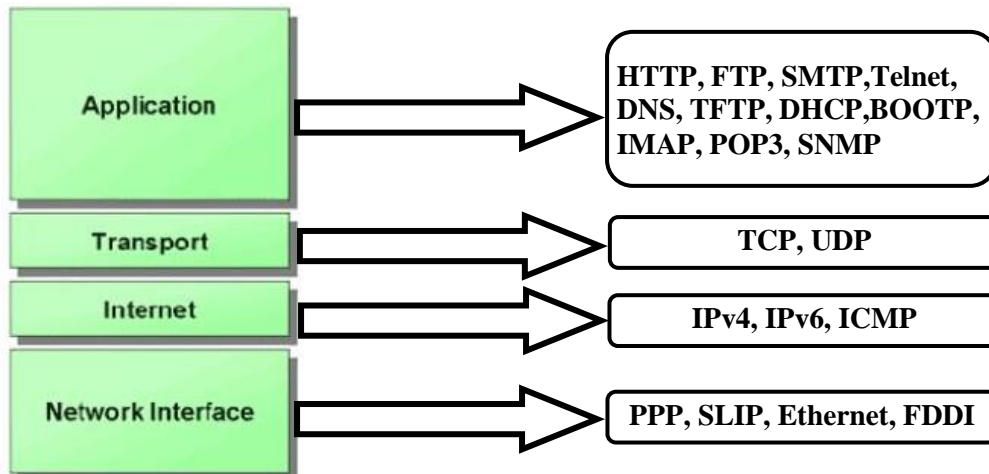 Application
HTTP, FTP, SMTP,Telnet,
DNS, TFTP, DHCP,BOOTP,
IMAP, POP3, SNMP
Transport
TCP, UDP
Internet
IPv4, IPv6, ICMP
Network Interface
PPP, SLIP, Ethernet, FDDI